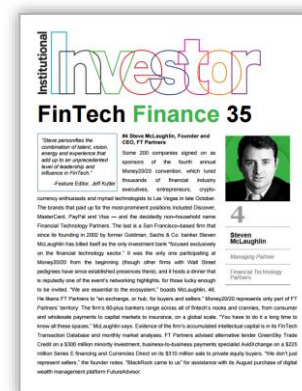 Institutional
Investor
FinTech Finance 35
"Steve personifies the
combination of talent, vision,
energy and experience that
add up to an unprecedented
level of leadership and
influence in FinTech."
-Feature Editor, Jeff Kutler
#4 Steve McLaughlin, Founder and
CEO, FT Partners
Some 200 companies signed on as
sponsors of the fourth annual
Money20/20 convention, which lured
thousands of financial industry
executives, entrepreneurs, crypto-
currency enthusiasts and myriad technologists to Las Vegas in late October.
The brands that paid up for the most-prominent positions included Discover,
MasterCard, PayPal and Visa — and the decidedly non-household name
Financial Technology Partners. The last is a San Francisco-based firm that
since its founding in 2002 by former Goldman, Sachs & Co. banker Steven
McLaughlin has billed itself as the only investment bank "focused exclusively
on the financial technology sector." It was the only one participating at
Money20/20 from the beginning (though other firms with Wall Street
pedigrees have since established presences there), and it hosts a dinner that
is reputedly one of the event's networking highlights, for those lucky enough
to be invited. "We are essential to the ecosystem," boasts McLaughlin, 46.
He likens FT Partners to "an exchange, or hub, for buyers and sellers." Money20/20 represents only part of FT
Partners' territory. The firm's 60-plus bankers range across all of fintech's nooks and crannies, from consumer
and wholesale payments to capital markets to insurance, on a global scale. "You have to do it a long time to
know all these spaces," McLaughlin says. Evidence of the firm's accumulated intellectual capital is in its FinTech
Transaction Database and monthly market analyses. FT Partners advised alternative lender GreenSky Trade
Credit on a $300 million minority investment, business-to-business payments specialist AvidXchange on a $225
million Series E financing and Currencies Direct on its $310 million sale to private equity buyers. "We don't just
represent sellers," the founder notes. "BlackRock came to us" for assistance with its August purchase of digital
wealth management platform FutureAdvisor.
4
Steven
McLaughlin
Managing Partner
Financial Technology
Partners